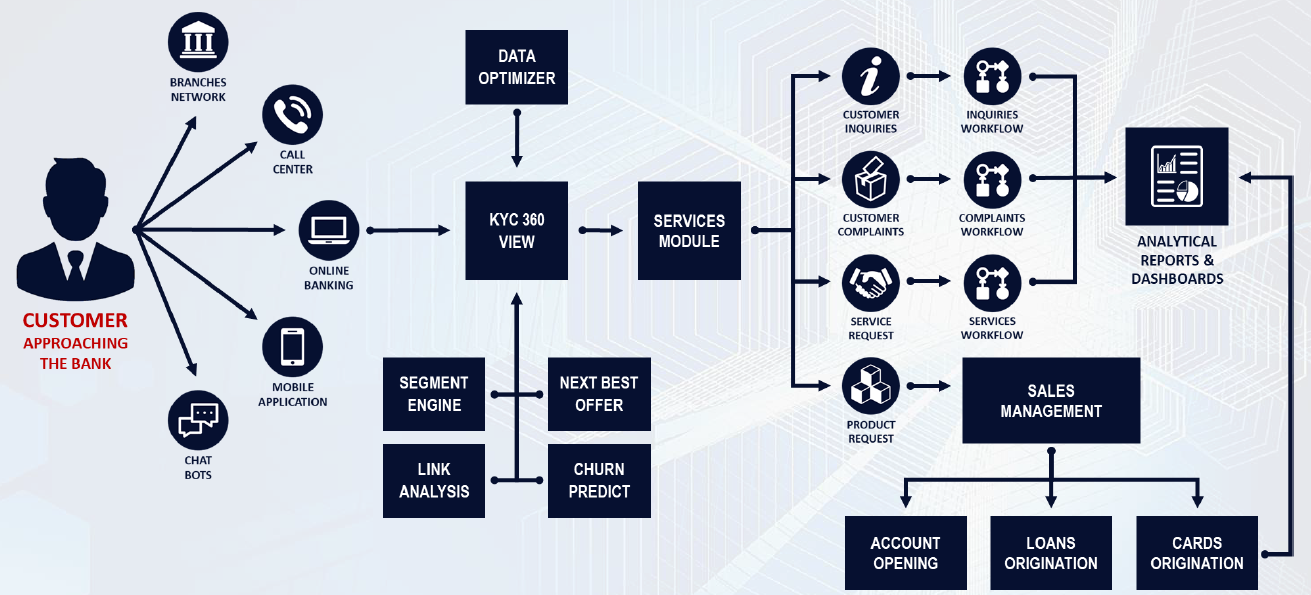 BRANCHES
NETWORK
CALL
CENTER
ONLINE
BANKING
MOBILE
APPLICATION
CHAT
BOTS
CUSTOMER
APPROACHING
THE BANK
DATA
OPTIMIZER
KYC 360
VIEW
SEGMENT
ENGINE
NEXT BEST
OFFER
LINK
ANALYSIS
CHURN
PREDICT
SERVICES
MODULE
CUSTOMER
INQUIRIES
INQUIRIES
WORKFLOW
CUSTOMER
COMPLAINTS
COMPLAINTS
WORKFLOW
SERVICE
REQUEST
SERVICES
WORKFLOW
PRODUCT
REQUEST
SALES
MANAGEMENT
ACCOUNT
OPENING
LOANS
ORIGINATION
CARDS
ORIGINATION
ANALYTICAL
REPORTS &
DASHBOARDS